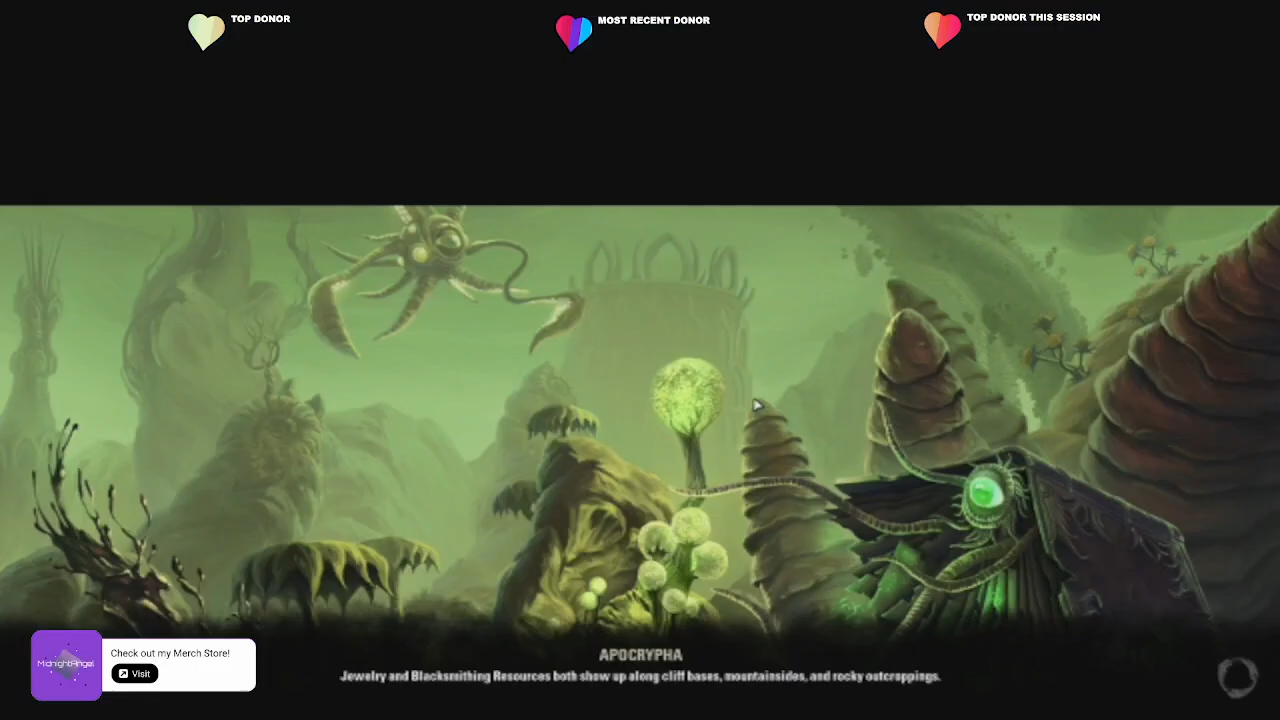 TOP DONOR
MOST RECENT DONOR
TOP DONOR THIS SESSION
MidnightAngel
Check out my Merch Store!
Visit
APOCRYPHA
Jewelry and Blacksmithing Resources both show up along cliff bases, mountainsides, and rocky outcroppings.